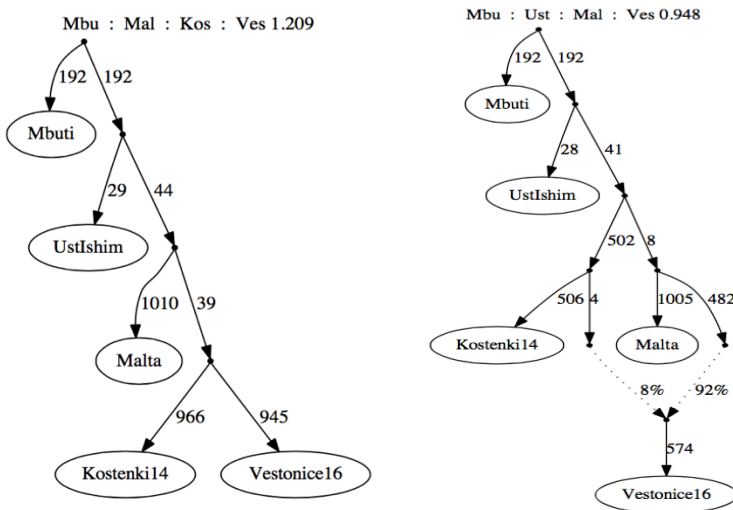 Mbu : Mal : Kos : Ves 1.209
192
192
Mbuti
29
44
UstIshim
1010
39
Malta
966
945
Kostenki14
Vestonice16
Mbu : Ust : Mal : Ves 0.948
192
192
Mbuti
28
41
UstIshim
502
8
506
4
1005
482
Kostenki14
Malta
8%
92%
574
Vestonice16